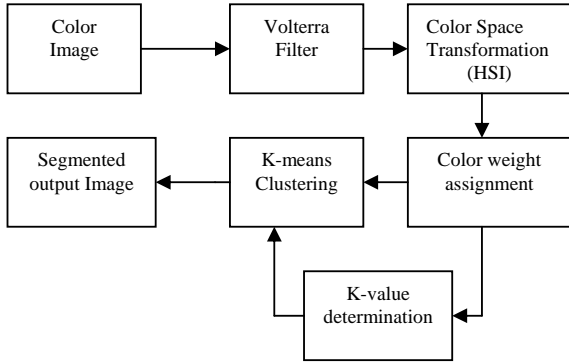 Color
Image
Volterra
Filter
Color Space
Transformation
(HSI)
Segmented
output Image
K-means
Clustering
Color weight
assignment
K-value
determination